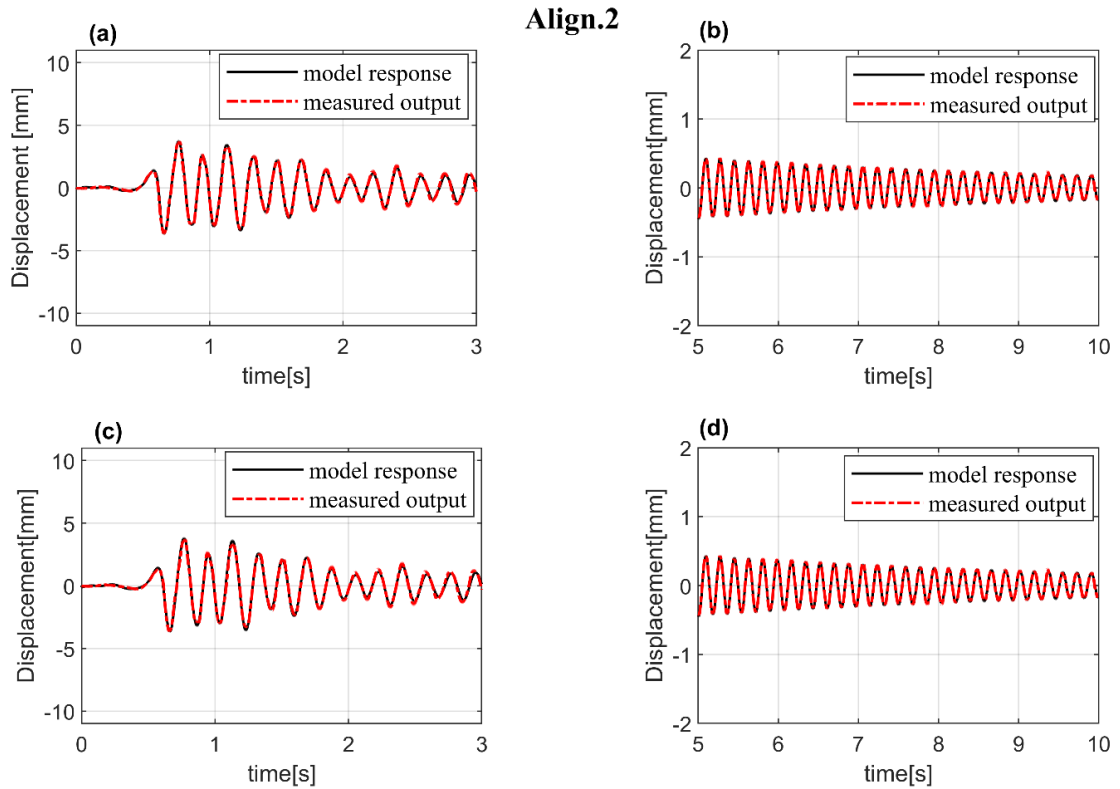 Align.2
(a)
model response
measured output
Displacement [mm]
10
5
0
-5
-10
0 1 2 3
time[s]
(b)
model response
measured output
Displacement[mm]
2
1
0
-1
-2
5 6 7 8 9 10
time[s]
(c)
model response
measured output
Displacement[mm]
10
5
0
-5
-10
0 1 2 3
time[s]
(d)
model response
measured output
Displacement[mm]
2
1
0
-1
-2
5 6 7 8 9 10
time[s]